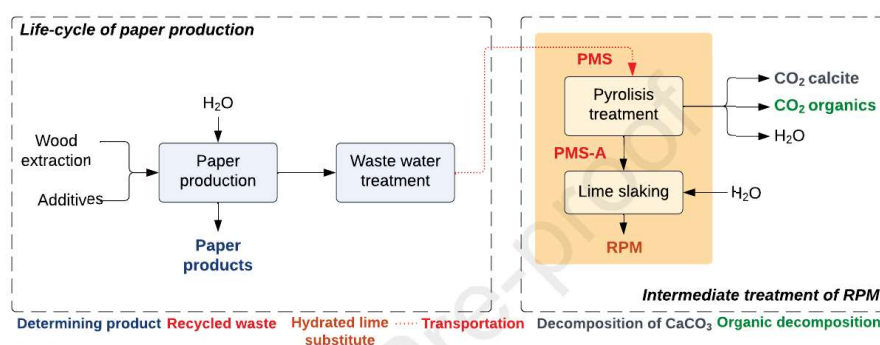 Life-cycle of paper production
H₂O
Wood
extraction
Additives
Paper
production
Waste water
treatment
Paper
products
PMS
Pyrolisis
treatment
CO₂ calcite
CO₂ organics
H₂O
PMS-A
Lime slaking
H₂O
RPM
Intermediate treatment of RPM
Determining product Recycled waste Hydrated lime substitute Transportation Decomposition of CaCO₃ Organic decomposition
re-proof